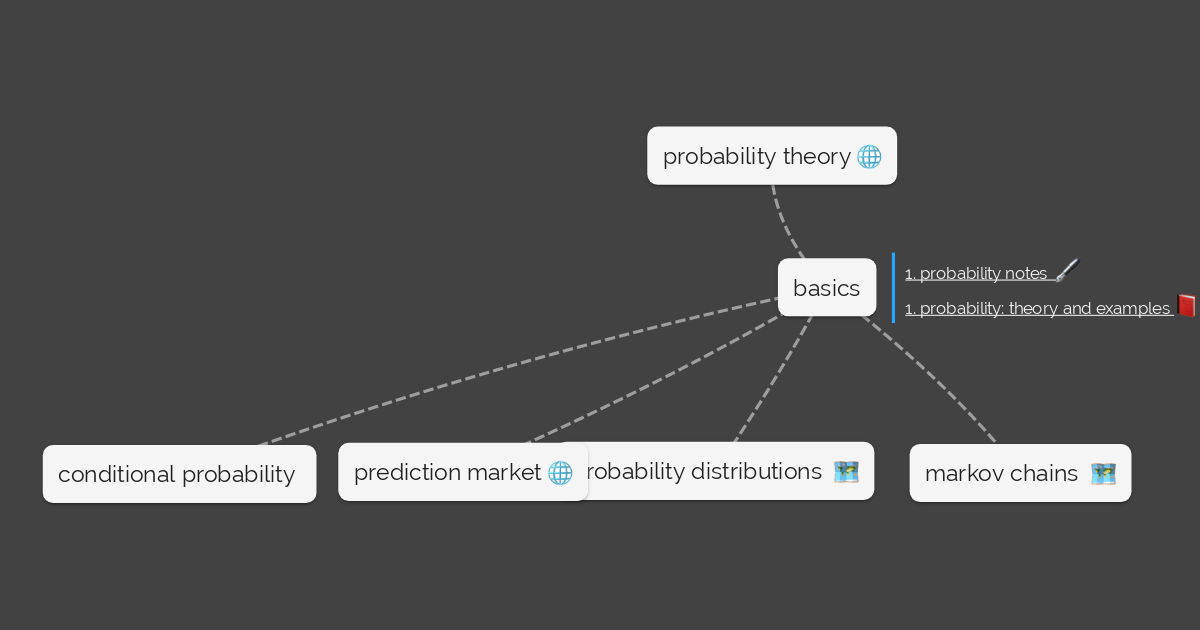 probability theory
basics
1. probability notes
1. probability: theory and examples
conditional probability
prediction market
robability distributions
markov chains